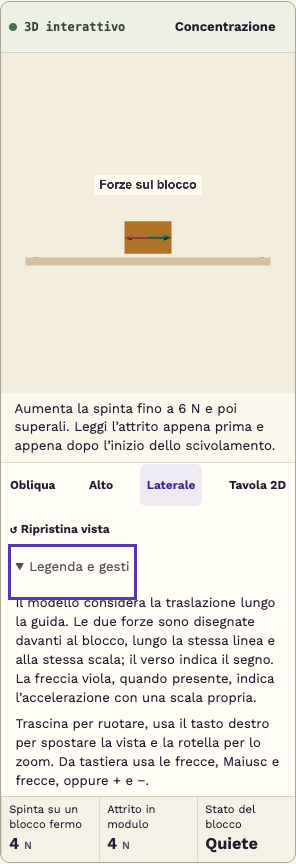 3D interattivo
Concentrazione
Forze sul blocco
Aumenta la spinta fino a 6 N e poi
superali. Leggi l'attrito appena prima e
appena dopo l'inizio dello scivolamento.
Obliqua
Alto
Laterale
Tavola 2D
↺ Ripristina vista
▼ Legenda e gesti
Il modello considera la traslazione lungo
la guida. Le due forze sono disegnate
davanti al blocco, lungo la stessa linea e
alla stessa scala; il verso indica il segno.
La freccia viola, quando presente, indica
l'accelerazione con una scala propria.
Trascina per ruotare, usa il tasto destro
per spostare la vista e la rotella per lo
zoom. Da tastiera usa le frecce, Maiusc e
frecce, oppure + e −.
Spinta su un
blocco fermo
4 N
Attrito in
modulo
4 N
Stato del
blocco
Quiete